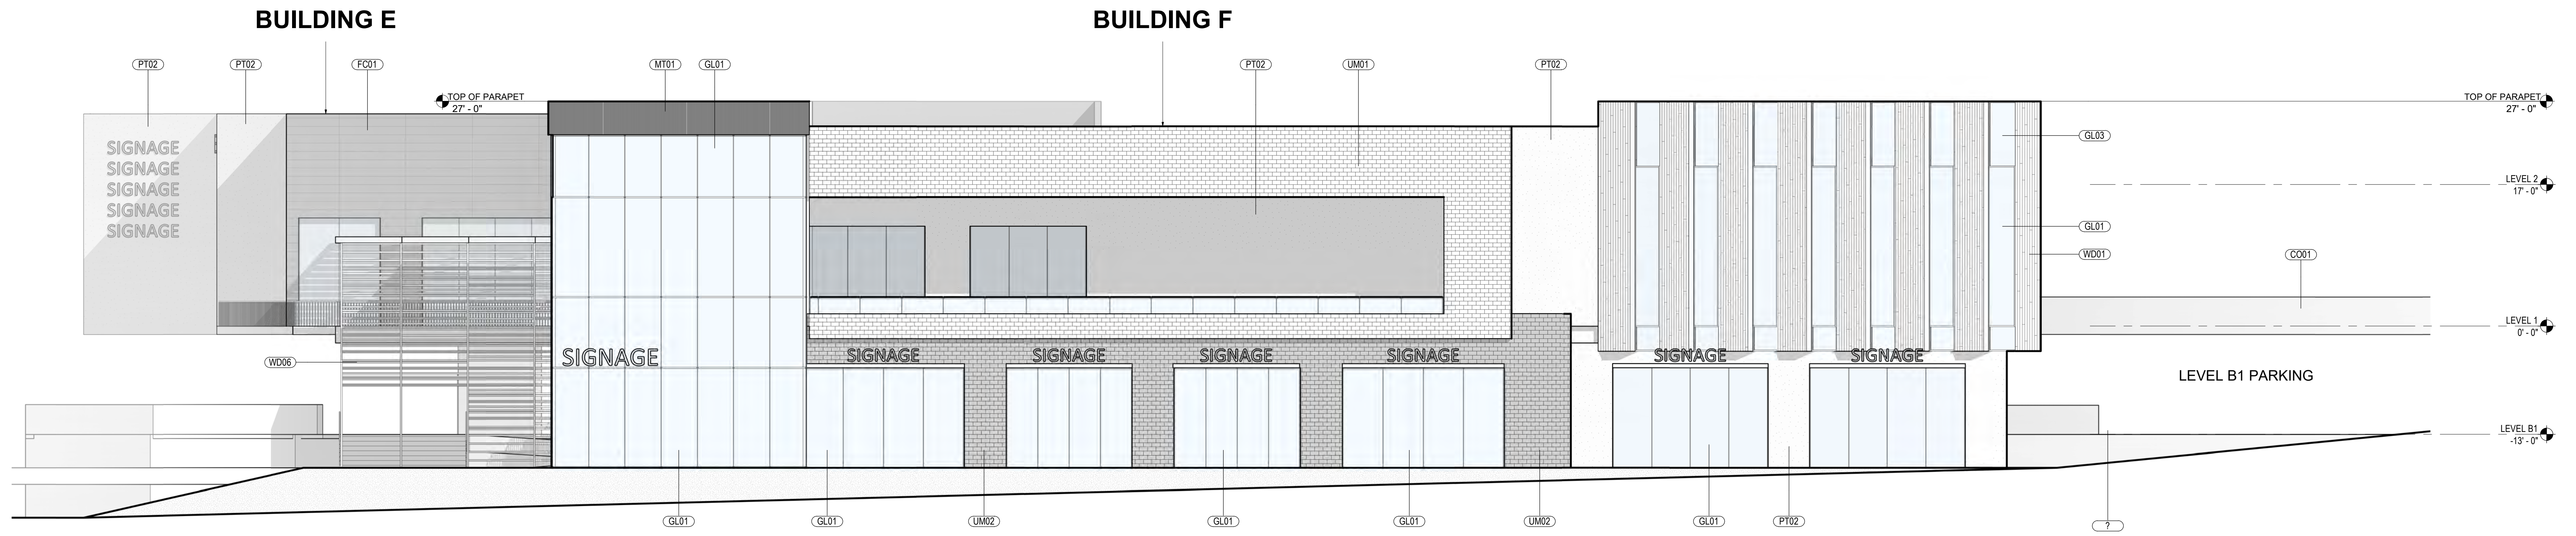 BUILDING E
BUILDING F
PT02
PT02
FC01
MT01
GL01
PT02
UM01
PT02
TOP OF PARAPET
27' - 0"
TOP OF PARAPET
27' - 0"
GL03
SIGNAGE
SIGNAGE
SIGNAGE
SIGNAGE
SIGNAGE
LEVEL 2
17' - 0"
GL01
WD01
CO01
LEVEL 1
0' - 0"
WD06
SIGNAGE
SIGNAGE
SIGNAGE
SIGNAGE
SIGNAGE
SIGNAGE
SIGNAGE
LEVEL B1 PARKING
LEVEL B1
-13' - 0"
GL01
GL01
UM02
GL01
GL01
UM02
GL01
PT02
?